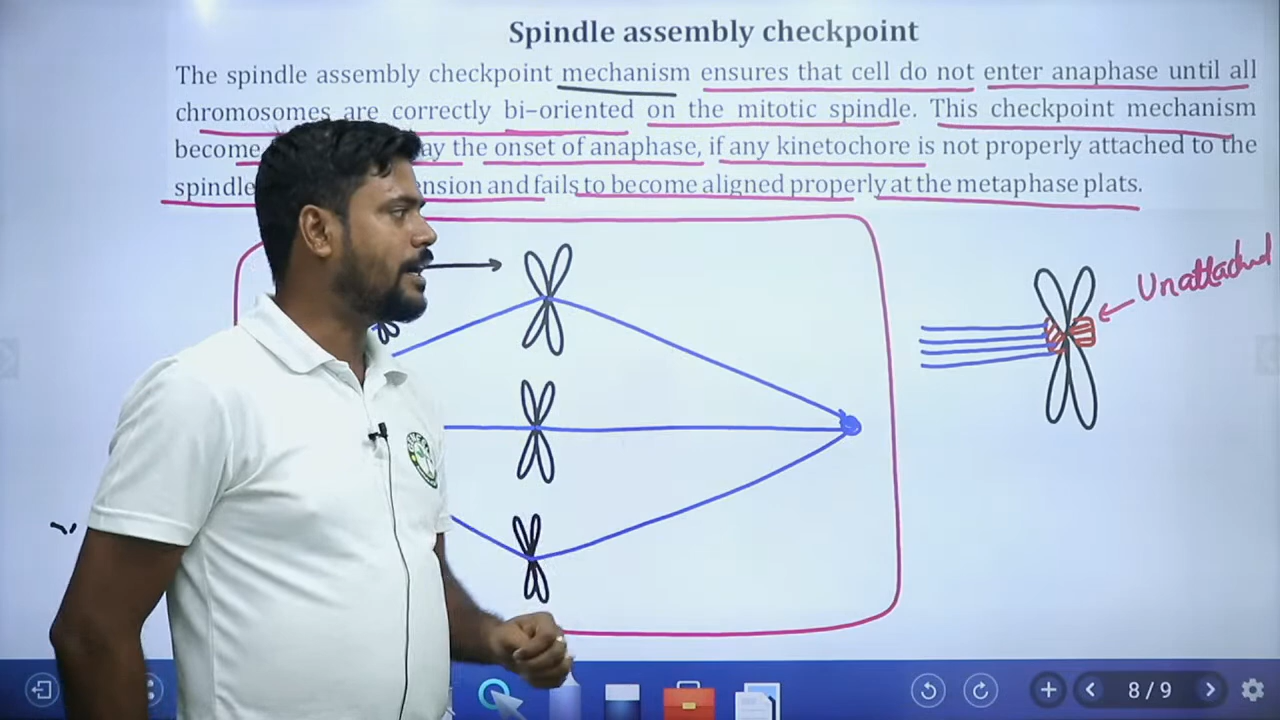 Spindle assembly checkpoint
The spindle assembly checkpoint mechanism ensures that cell do not enter anaphase until all
chromosomes are correctly bi-oriented on the mitotic spindle. This checkpoint mechanism
become ay the onset of anaphase, if any kinetochore is not properly attached to the
spindle ension and fails to become aligned properly at the metaphase plats.
Unattached
8 / 9